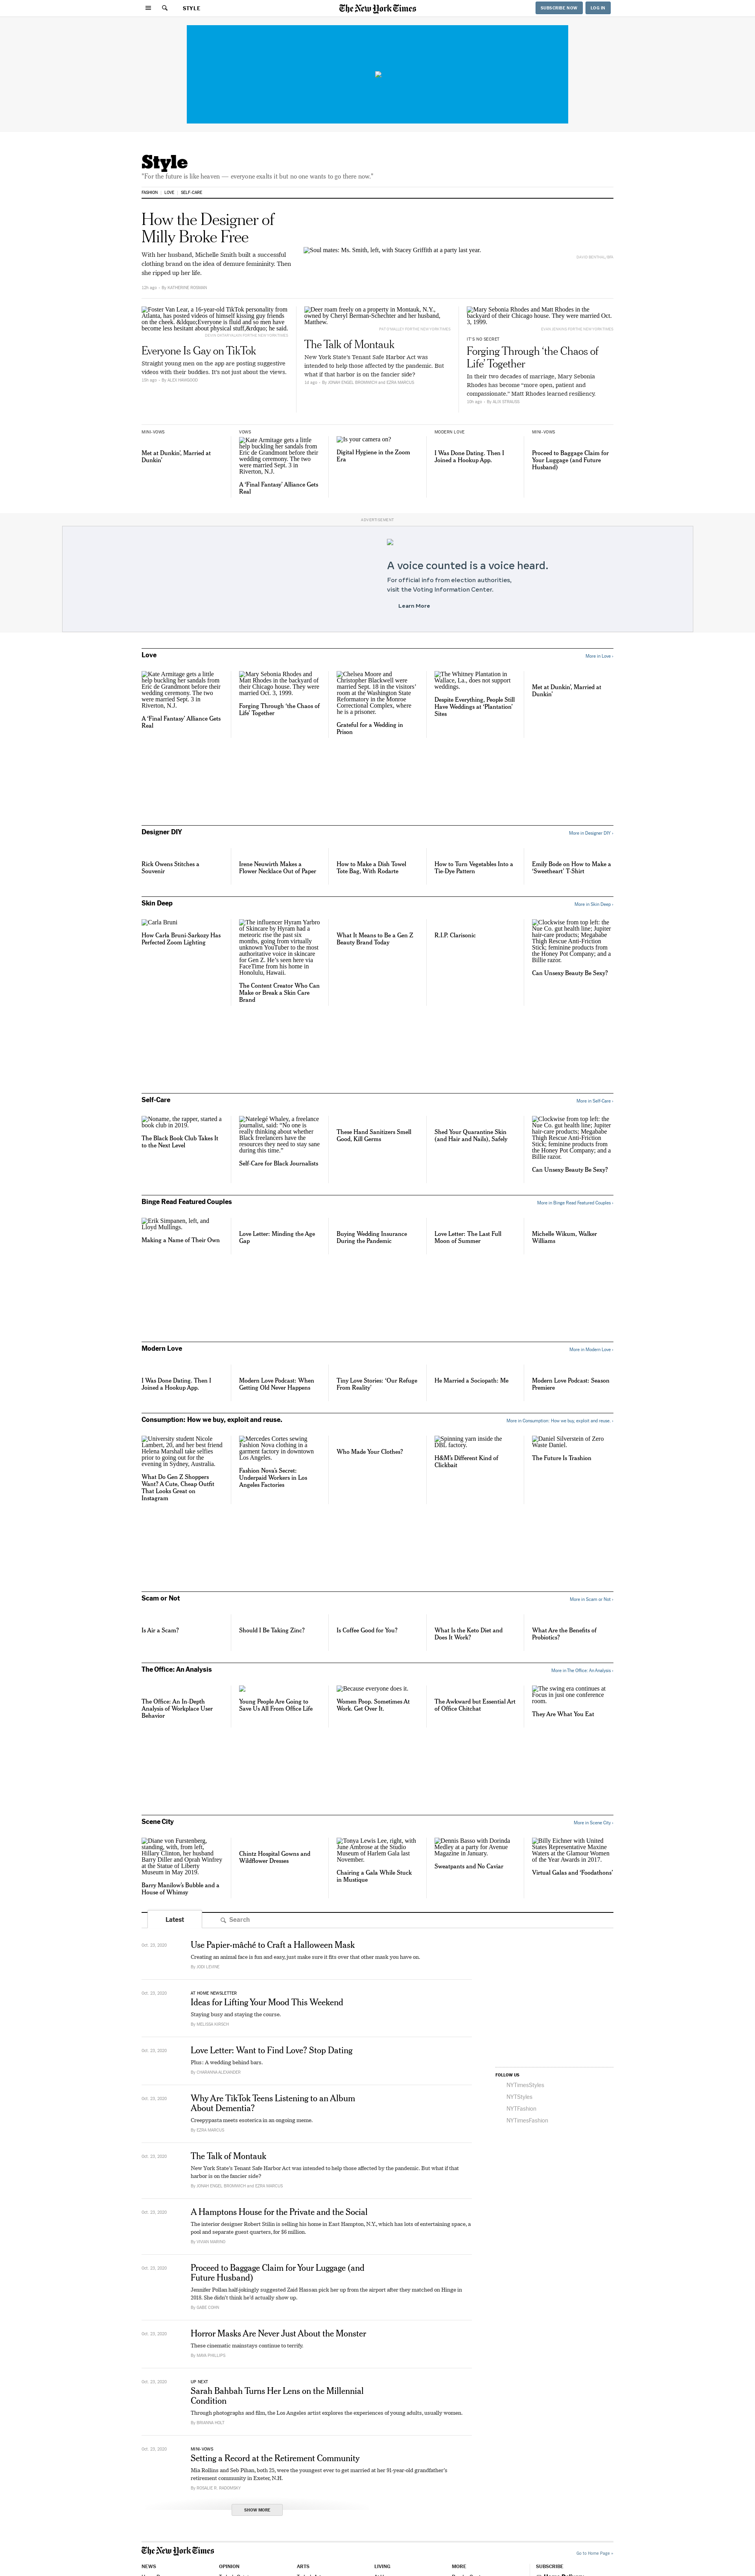 STYLE
The New York Times
SUBSCRIBE NOW
LOG IN
Style
"For the future is like heaven — everyone exalts it but no one wants to go there now."
FASHION
LOVE
SELF-CARE
How the Designer of
Milly Broke Free
With her husband, Michelle Smith built a successful
clothing brand on the idea of demure femininity. Then
she ripped up her life.
12h ago
By KATHERINE ROSMAN
Soul mates: Ms. Smith, left, with Stacey Griffith at a party last year.
Foster Van Lear, a 16-year-old TikTok personality from
Atlanta, has posted videos of himself kissing guy friends
on the cheek. &ldquo;Everyone is fluid and so men have
become less hesitant about physical stuff,&rdquo; he said.
Everyone Is Gay on TikTok
Straight young men on the app are posting suggestive
videos with their buddies. It's not just about the views.
By ALEX HAWGOOD
Deer roam freely on a property in Montauk, N.Y.,
owned by Cheryl Berman-Schechter and her husband,
Matthew.
The Talk of Montauk
New York State's Tenant Safe Harbor Act was
intended to help those affected by the pandemic. But
what if that harbor is on the fancier side?
By JONAH ENGEL BROMWICH and EZRA MARCUS
Mary Sebonia Rhodes and Matt Rhodes in the
backyard of their Chicago house. They were married Oct.
3, 1999.
IT'S NO SECRET
Forging Through 'the Chaos of
Life' Together
In their two decades of marriage, Mary Sebonia
Rhodes has become "more open, patient and
compassionate." Matt Rhodes learned resiliency.
By ALIX STRAUSS
MINI-VOWS
Met at Dunkin', Married at
Dunkin'
VOWS
Kate Armitage gets a little
help buckling her sandals from
Eric de Grandmont before their
wedding ceremony. The two
were married Sept. 3 in
Riverton, N.J.
A 'Final Fantasy' Alliance Gets
Real
Is your camera on?
Digital Hygiene in the Zoom
Era
MODERN LOVE
I Was Done Dating. Then I
Joined a Hookup App.
MINI-VOWS
Proceed to Baggage Claim for
Your Luggage (and Future
Husband)
ADVERTISEMENT
A voice counted is a voice heard.
For official info from election authorities,
visit the Voting Information Center.
Learn More
Love
More in Love ›
Kate Armitage gets a little
help buckling her sandals from
Eric de Grandmont before their
wedding ceremony. The two
were married Sept. 3 in
Riverton, N.J.
A 'Final Fantasy' Alliance Gets
Real
Mary Sebonia Rhodes and
Matt Rhodes in the backyard of
their Chicago house. They were
married Oct. 3, 1999.
Forging Through 'the Chaos of
Life' Together
Chelsea Moore and
Christopher Blackwell were
married Sept. 18 in the visitors'
room at the Washington State
Reformatory in the Monroe
Correctional Complex, where
he is a prisoner.
Grateful for a Wedding in
Prison
The Whitney Plantation in
Wallace, La., does not support
weddings.
Despite Everything, People Still
Have Weddings at 'Plantation'
Sites
Met at Dunkin', Married at
Dunkin'
Designer DIY
More in Designer DIY ›
Rick Owens Stitches a
Souvenir
Irene Neuwirth Makes a
Flower Necklace Out of Paper
How to Make a Dish Towel
Tote Bag, With Rodarte
How to Turn Vegetables Into a
Tie-Dye Pattern
Emily Bode on How to Make a
'Sweetheart' T-Shirt
Skin Deep
More in Skin Deep ›
Carla Bruni
How Carla Bruni-Sarkozy Has
Perfected Zoom Lighting
The influencer Hyram Yarbro
of Skincare by Hyram had a
meteoric rise the past six
months, going from virtually
unknown YouTuber to the most
authoritative voice in skincare
for Gen Z. He's seen here via
FaceTime from his home in
Honolulu, Hawaii.
The Content Creator Who Can
Make or Break a Skin Care
Brand
What It Means to Be a Gen Z
Beauty Brand Today
R.I.P. Clarisonic
Clockwise from top left: the
Nue Co. gut health line; Jupiter
hair-care products; Megababe
Thigh Rescue Anti-Friction
Stick; feminine products from
the Honey Pot Company; and a
Billie razor.
Can Unsexy Beauty Be Sexy?
Self-Care
More in Self-Care ›
Noname, the rapper, started a
book club in 2019.
The Black Book Club Takes It
to the Next Level
Natelegé Whaley, a freelance
journalist, said: "No one is
really thinking about whether
Black freelancers have the
resources they need to stay sane
during this time."
Self-Care for Black Journalists
These Hand Sanitizers Smell
Good, Kill Germs
Shed Your Quarantine Skin
(and Hair and Nails), Safely
Clockwise from top left: the
Nue Co. gut health line; Jupiter
hair-care products; Megababe
Thigh Rescue Anti-Friction
Stick; feminine products from
the Honey Pot Company; and a
Billie razor.
Can Unsexy Beauty Be Sexy?
Binge Read Featured Couples
More in Binge Read Featured Couples ›
Erik Simpanen, left, and
Lloyd Mullings.
Making a Name of Their Own
Love Letter: Minding the Age
Gap
Buying Wedding Insurance
During the Pandemic
Love Letter: The Last Full
Moon of Summer
Michelle Wikum, Walker
Williams
Modern Love
More in Modern Love ›
I Was Done Dating. Then I
Joined a Hookup App.
Modern Love Podcast: When
Getting Old Never Happens
Tiny Love Stories: 'Our Refuge
From Reality'
He Married a Sociopath: Me
Modern Love Podcast: Season
Premiere
Consumption: How we buy, exploit and reuse.
More in Consumption: How we buy, exploit and reuse. ›
University student Nicole
Lambert, 20, and her best friend
Helena Marshall take selfies
prior to going out for the
evening in Sydney, Australia.
What Do Gen Z Shoppers
Want? A Cute, Cheap Outfit
That Looks Great on
Instagram
Mercedes Cortes sewing
Fashion Nova clothing in a
garment factory in downtown
Los Angeles.
Fashion Nova's Secret:
Underpaid Workers in Los
Angeles Factories
Who Made Your Clothes?
Spinning yarn inside the
DBL factory.
H&M's Different Kind of
Clickbait
Daniel Silverstein of Zero
Waste Daniel.
The Future Is Trashion
Scam or Not
More in Scam or Not ›
Is Air a Scam?
Should I Be Taking Zinc?
Is Coffee Good for You?
What Is the Keto Diet and
Does It Work?
What Are the Benefits of
Probiotics?
The Office: An Analysis
More in The Office: An Analysis ›
The Office: An In-Depth
Analysis of Workplace User
Behavior
Young People Are Going to
Save Us All From Office Life
Because everyone does it.
Women Poop. Sometimes At
Work. Get Over It.
The Awkward but Essential Art
of Office Chitchat
The swing era continues at
Focus in just one conference
room.
They Are What You Eat
Scene City
More in Scene City ›
Diane von Furstenberg,
standing, with, from left,
Hillary Clinton, her husband
Barry Diller and Oprah Winfrey
at the Statue of Liberty
Museum in May 2019.
Barry Manilow's Bubble and a
House of Whimsy
Chintz Hospital Gowns and
Wildflower Dresses
Tonya Lewis Lee, right, with
June Ambrose at the Studio
Museum of Harlem Gala last
November.
Chairing a Gala While Stuck
in Mustique
Dennis Basso with Dorinda
Medley at a party for Avenue
Magazine in January.
Sweatpants and No Caviar
Billy Eichner with United
States Representative Maxine
Waters at the Glamour Women
of the Year Awards in 2017.
Virtual Galas and 'Foodathons'
Latest
Search
Use Papier-mâché to Craft a Halloween Mask
Creating an animal face is fun and easy, just make sure it fits over that other mask you have on.
By JODI LEVINE
AT HOME NEWSLETTER
Ideas for Lifting Your Mood This Weekend
Staying busy and staying the course.
By MELISSA KIRSCH
Love Letter: Want to Find Love? Stop Dating
Plus: A wedding behind bars.
By CHARANNA ALEXANDER
Why Are TikTok Teens Listening to an Album
About Dementia?
Creepypasta meets esoterica in an ongoing meme.
By EZRA MARCUS
The Talk of Montauk
New York State's Tenant Safe Harbor Act was intended to help those affected by the pandemic. But what if that
harbor is on the fancier side?
By JONAH ENGEL BROMWICH and EZRA MARCUS
A Hamptons House for the Private and the Social
The interior designer Robert Stilin is selling his home in East Hampton, N.Y., which has lots of entertaining space, a
pool and separate guest quarters, for $6 million.
By VIVIAN MARINO
Proceed to Baggage Claim for Your Luggage (and
Future Husband)
Jennifer Pollan half-jokingly suggested Zaid Hassan pick her up from the airport after they matched on Hinge in
2018. She didn't think he'd actually show up.
By GABE COHN
Horror Masks Are Never Just About the Monster
These cinematic mainstays continue to terrify.
By MAYA PHILLIPS
UP NEXT
Sarah Bahbah Turns Her Lens on the Millennial
Condition
Through photographs and film, the Los Angeles artist explores the experiences of young adults, usually women.
By BRIANNA HOLT
MINI-VOWS
Setting a Record at the Retirement Community
Mia Rollins and Seb Pihan, both 23, were the youngest ever to get married at her 91-year-old grandfather's
retirement community in Exeter, N.H.
By ROSALIE R. RADOMSKY
SHOW MORE
FOLLOW US
NYTimesStyles
NYTStyles
NYTFashion
NYTimesFashion
The New York Times
Go to Home Page »
NEWS
OPINION
ARTS
LIVING
MORE
SUBSCRIBE